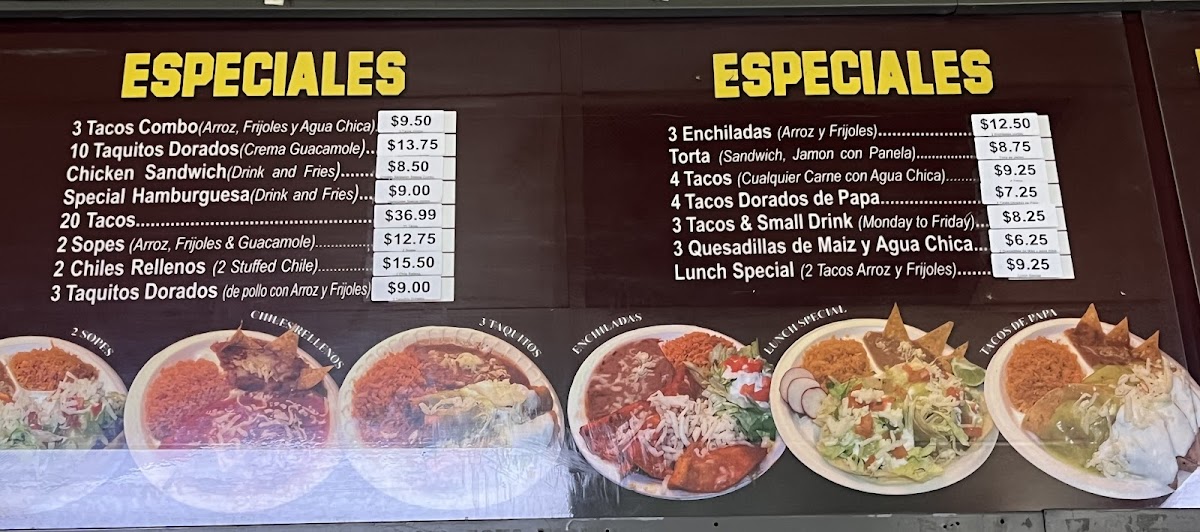 ESPECIALES
3 Tacos Combo(Arroz, Frijoles y Agua Chica). $9.50
10 Taquitos Dorados(Crema Guacamole).. $13.75
Chicken Sandwich(Drink and Fries)....... $8.50
Special Hamburguesa(Drink and Fries)... $9.00
20 Tacos.................................................. $36.99
2 Sopes (Arroz, Frijoles & Guacamole)............ $12.75
2 Chiles Rellenos (2 Stuffed Chile)............ $15.50
3 Taquitos Dorados (de pollo con Arroz y Frijoles) $9.00
2 SOPES
CHILES RELLENOS
3 TAQUITOS
ESPECIALES
3 Enchiladas (Arroz y Frijoles)..................... $12.50
Torta (Sandwich, Jamon con Panela)............... $8.75
4 Tacos (Cualquier Carne con Agua Chica)........ $9.25
4 Tacos Dorados de Papa..................... $7.25
3 Tacos & Small Drink (Monday to Friday)... $8.25
3 Quesadillas de Maiz y Agua Chica... $6.25
Lunch Special (2 Tacos Arroz y Frijoles)....... $9.25
ENCHILADAS
LUNCH SPECIAL
TACOS DE PAPA